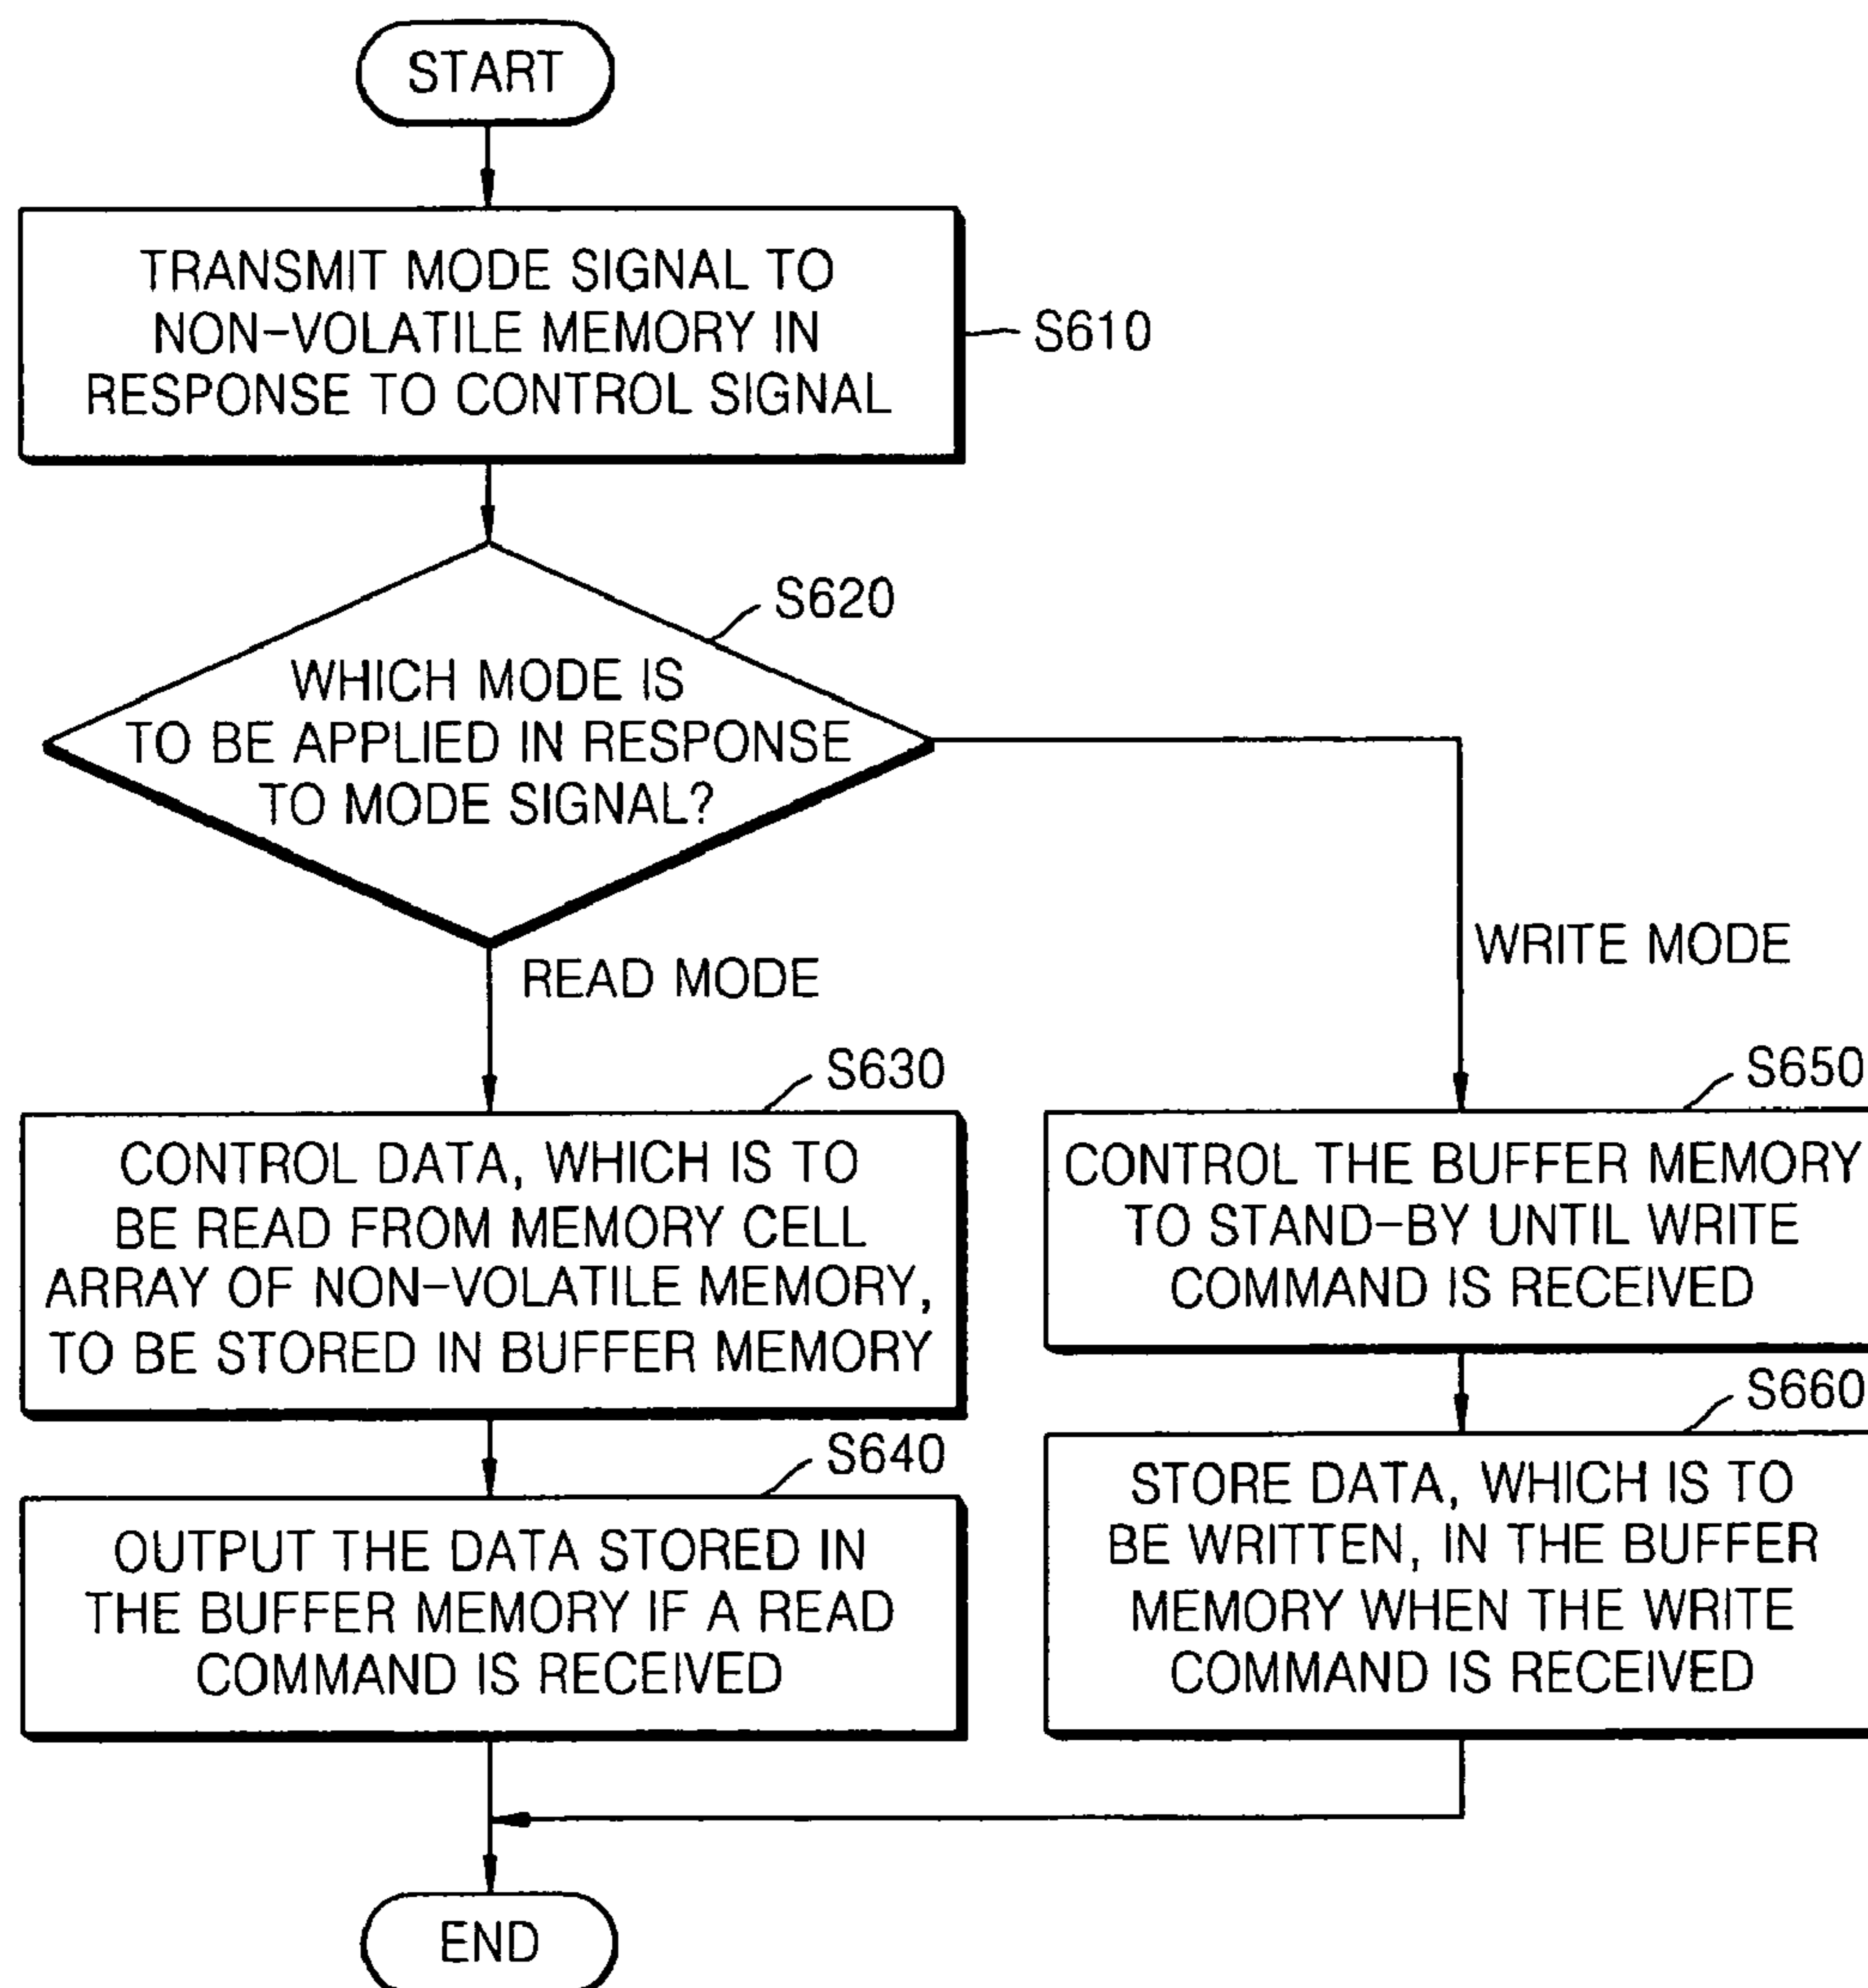 START
TRANSMIT MODE SIGNAL TO
NON-VOLATILE MEMORY IN
RESPONSE TO CONTROL SIGNAL
S610
S620
WHICH MODE IS
TO BE APPLIED IN RESPONSE
TO MODE SIGNAL?
READ MODE
WRITE MODE
S630
CONTROL DATA, WHICH IS TO
BE READ FROM MEMORY CELL
ARRAY OF NON-VOLATILE MEMORY,
TO BE STORED IN BUFFER MEMORY
S640
OUTPUT THE DATA STORED IN
THE BUFFER MEMORY IF A READ
COMMAND IS RECEIVED
S650
CONTROL THE BUFFER MEMORY
TO STAND-BY UNTIL WRITE
COMMAND IS RECEIVED
S660
STORE DATA, WHICH IS TO
BE WRITTEN, IN THE BUFFER
MEMORY WHEN THE WRITE
COMMAND IS RECEIVED
END